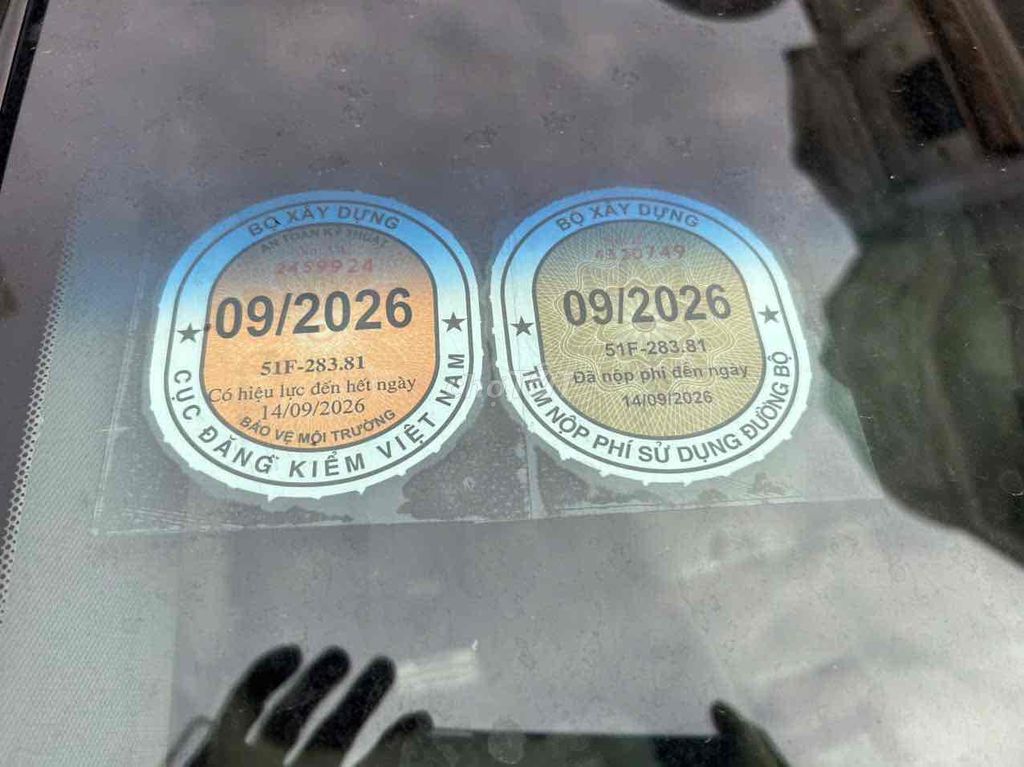 BỘ XÂY DỰNG
AN TOÀN KỸ THUẬT
2459924
09/2026
51F-283.81
Có hiệu lực đến hết ngày
14/09/2026
BẢO VỆ MÔI TRƯỜNG
CỤC ĐĂNG KIỂM VIỆT NAM
BỘ XÂY DỰNG
09/2026
51F-283.81
Đã nộp phí đến ngày
14/09/2026
TEM NỘP PHÍ SỬ DỤNG ĐƯỜNG BỘ